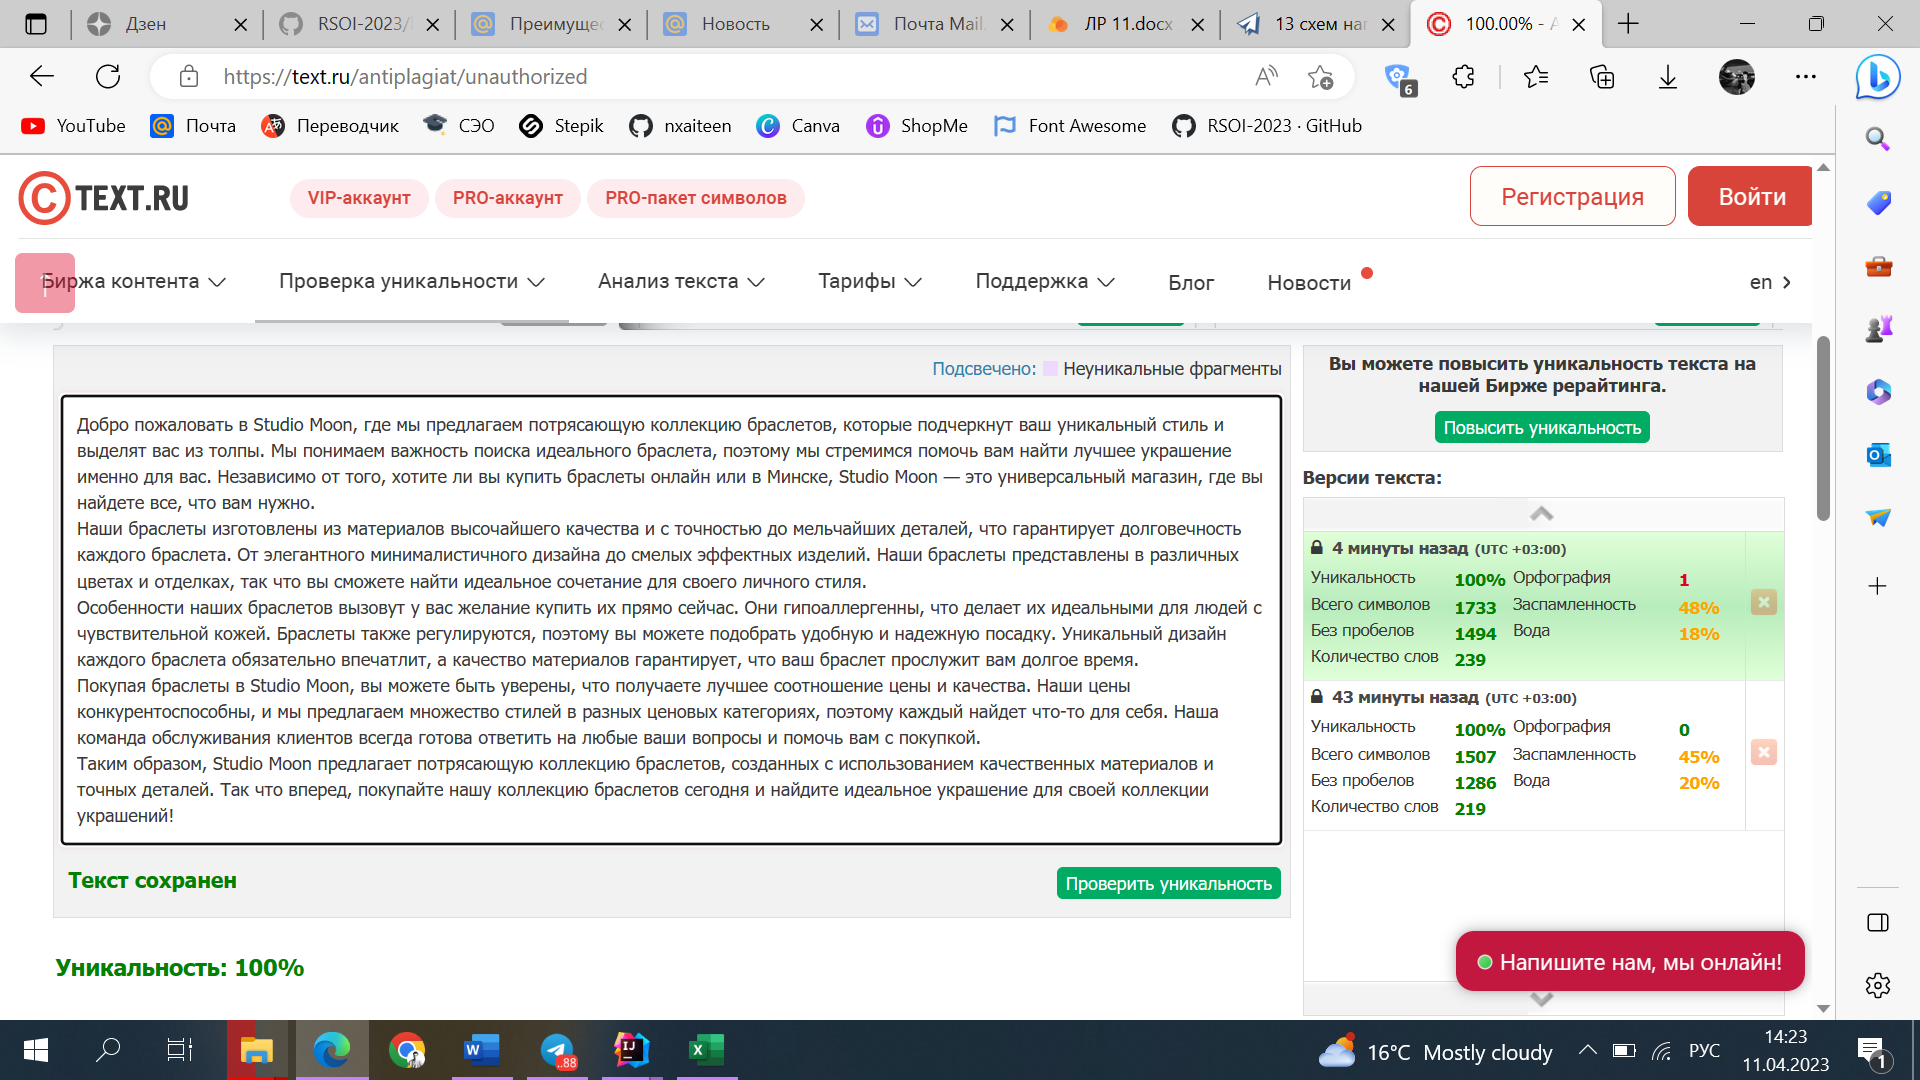 Дзен
RSOI-2023/
Преимущес
Новость
Почта Mail.
ЛР 11.docx
13 схем наг
100.00% - A
https://text.ru/antiplagiat/unauthorized
6
YouTube
Почта
Переводчик
СЭО
Stepik
nxaiteen
Canva
ShopMe
Font Awesome
RSOI-2023 · GitHub
TEXT.RU
VIP-аккаунт
PRO-аккаунт
PRO-пакет символов
Регистрация
Войти
Биржа контента
Проверка уникальности
Анализ текста
Тарифы
Поддержка
Блог
Новости
en
Подсвечено: Неуникальные фрагменты
Добро пожаловать в Studio Moon, где мы предлагаем потрясающую коллекцию браслетов, которые подчеркнут ваш уникальный стиль и
выделят вас из толпы. Мы понимаем важность поиска идеального браслета, поэтому мы стремимся помочь вам найти лучшее украшение
именно для вас. Независимо от того, хотите ли вы купить браслеты онлайн или в Минске, Studio Moon — это универсальный магазин, где вы
найдете все, что вам нужно.
Наши браслеты изготовлены из материалов высочайшего качества и с точностью до мельчайших деталей, что гарантирует долговечность
каждого браслета. От элегантного минималистичного дизайна до смелых эффектных изделий. Наши браслеты представлены в различных
цветах и отделках, так что вы сможете найти идеальное сочетание для своего личного стиля.
Особенности наших браслетов вызовут у вас желание купить их прямо сейчас. Они гипоаллергенны, что делает их идеальными для людей с
чувствительной кожей. Браслеты также регулируются, поэтому вы можете подобрать удобную и надежную посадку. Уникальный дизайн
каждого браслета обязательно впечатлит, а качество материалов гарантирует, что ваш браслет прослужит вам долгое время.
Покупая браслеты в Studio Moon, вы можете быть уверены, что получаете лучшее соотношение цены и качества. Наши цены
конкурентоспособны, и мы предлагаем множество стилей в разных ценовых категориях, поэтому каждый найдет что-то для себя. Наша
команда обслуживания клиентов всегда готова ответить на любые ваши вопросы и помочь вам с покупкой.
Таким образом, Studio Moon предлагает потрясающую коллекцию браслетов, созданных с использованием качественных материалов и
точных деталей. Так что вперед, покупайте нашу коллекцию браслетов сегодня и найдите идеальное украшение для своей коллекции
украшений!
Текст сохранен
Проверить уникальность
Уникальность: 100%
Вы можете повысить уникальность текста на
нашей Бирже рерайтинга.
Повысить уникальность
Версии текста:
4 минуты назад (UTC +03:00)
Уникальность 100% Орфография 1
Всего символов 1733 Заспамленность 48%
Без пробелов 1494 Вода 18%
Количество слов 239
43 минуты назад (UTC +03:00)
Уникальность 100% Орфография 0
Всего символов 1507 Заспамленность 45%
Без пробелов 1286 Вода 20%
Количество слов 219
Напишите нам, мы онлайн!
..88
16°C Mostly cloudy
РУС
14:23
11.04.2023
1